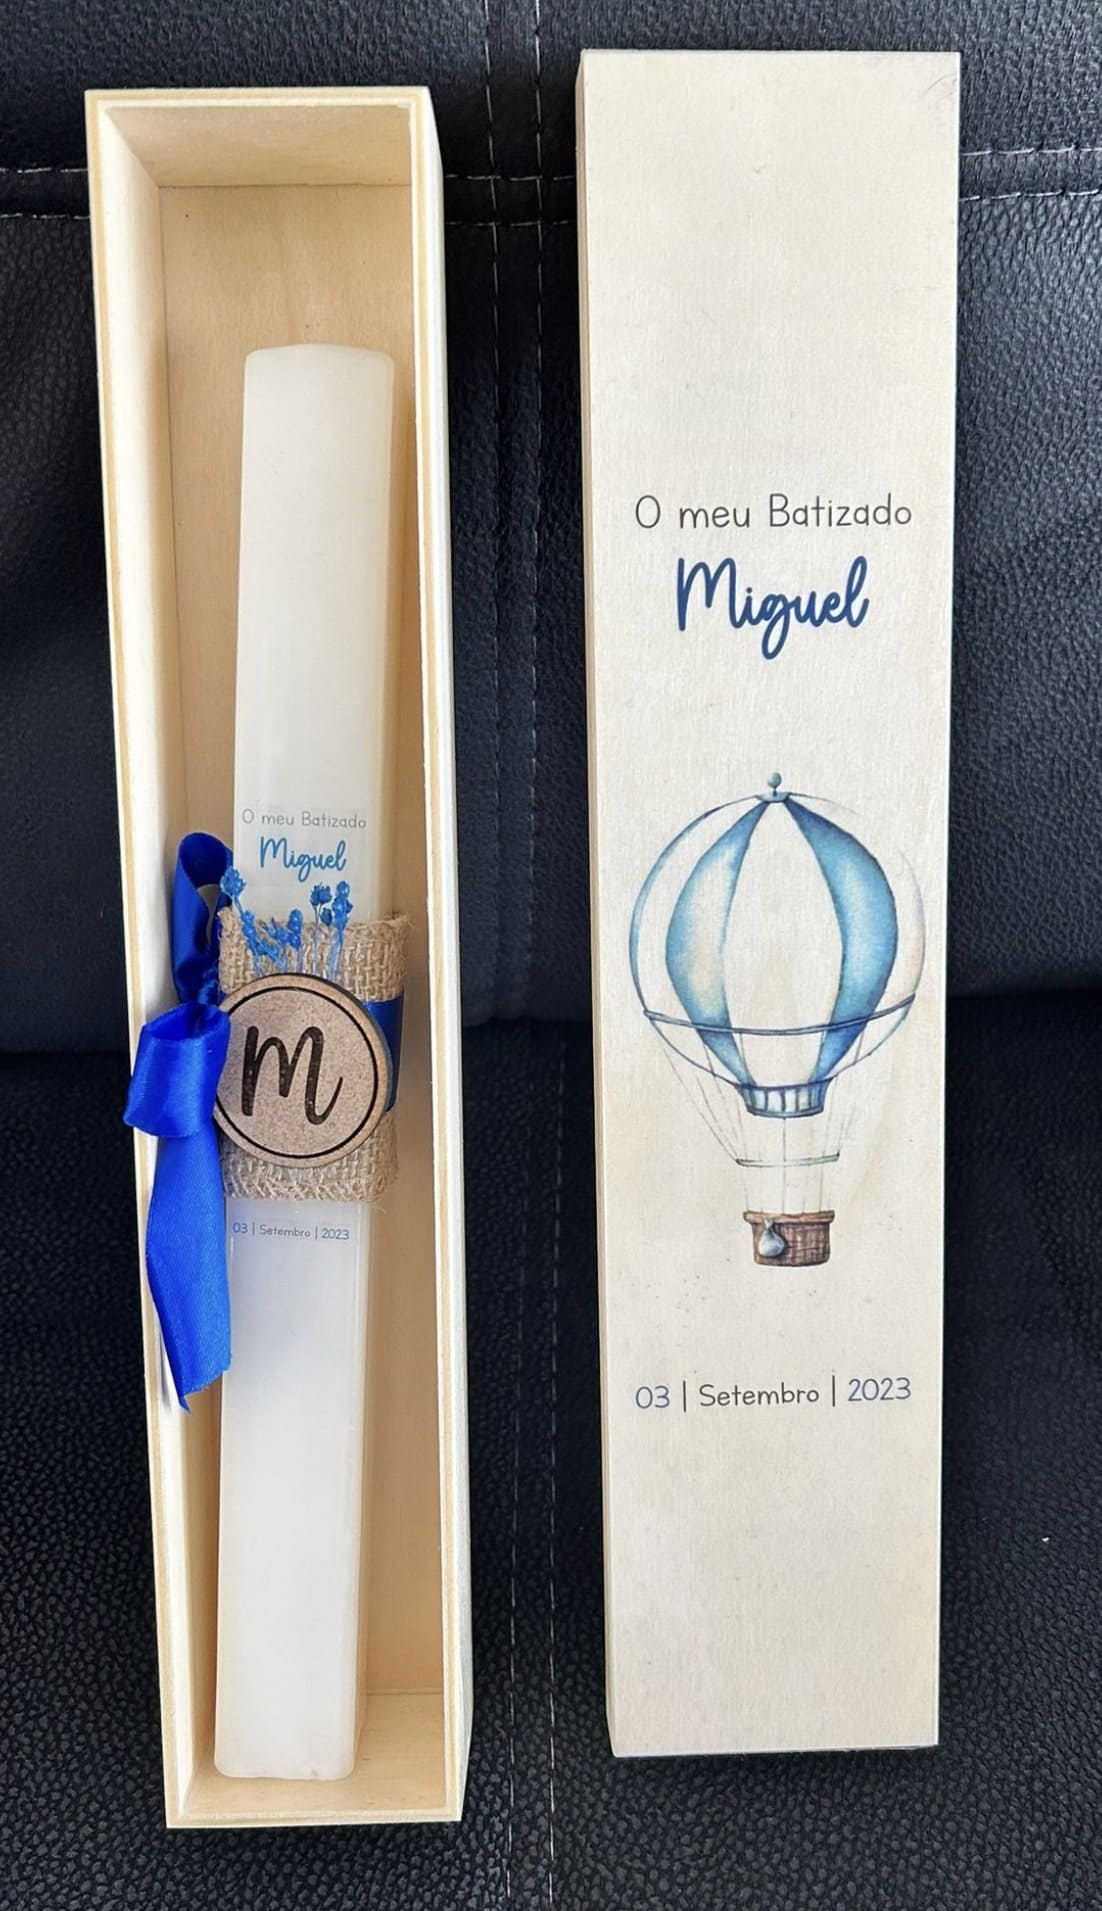 O meu Batizado
Miguel
M
03 | Setembro | 2023
O meu Batizado
Miguel
03 | Setembro | 2023